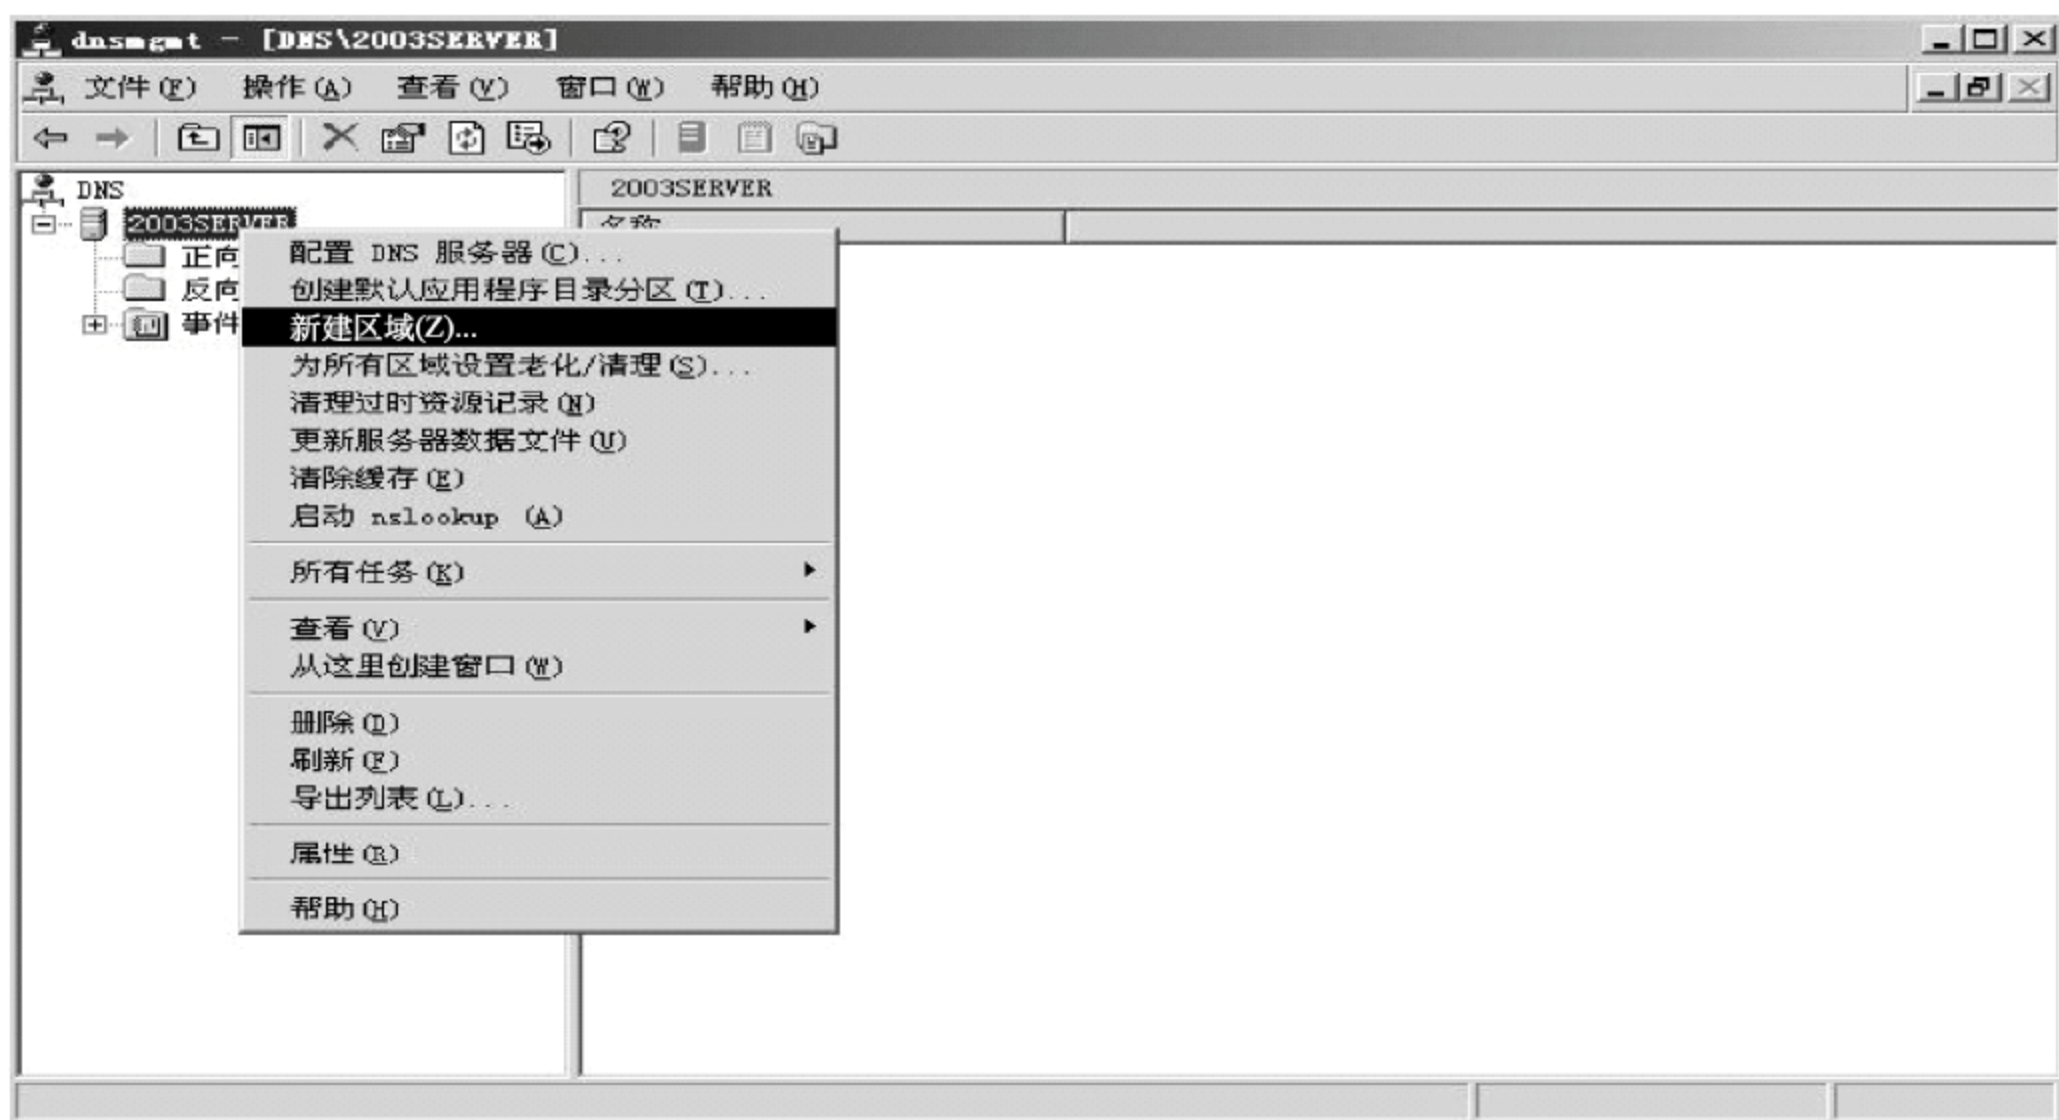 dnsmgmt - [DNS\2003SERVER]
文件(F) 操作(A) 查看(V) 窗口(W) 帮助(H)
DNS
2003SERVER
2003SERVER
名称
正向
反向
事件
配置 DNS 服务器(C)...
创建默认应用程序目录分区(T)...
新建区域(Z)...
为所有区域设置老化/清理(S)...
清理过时资源记录(N)
更新服务器数据文件(U)
清除缓存(E)
启动 nslookup (A)
所有任务(K)
查看(V)
从这里创建窗口(W)
删除(D)
刷新(F)
导出列表(L)...
属性(R)
帮助(H)